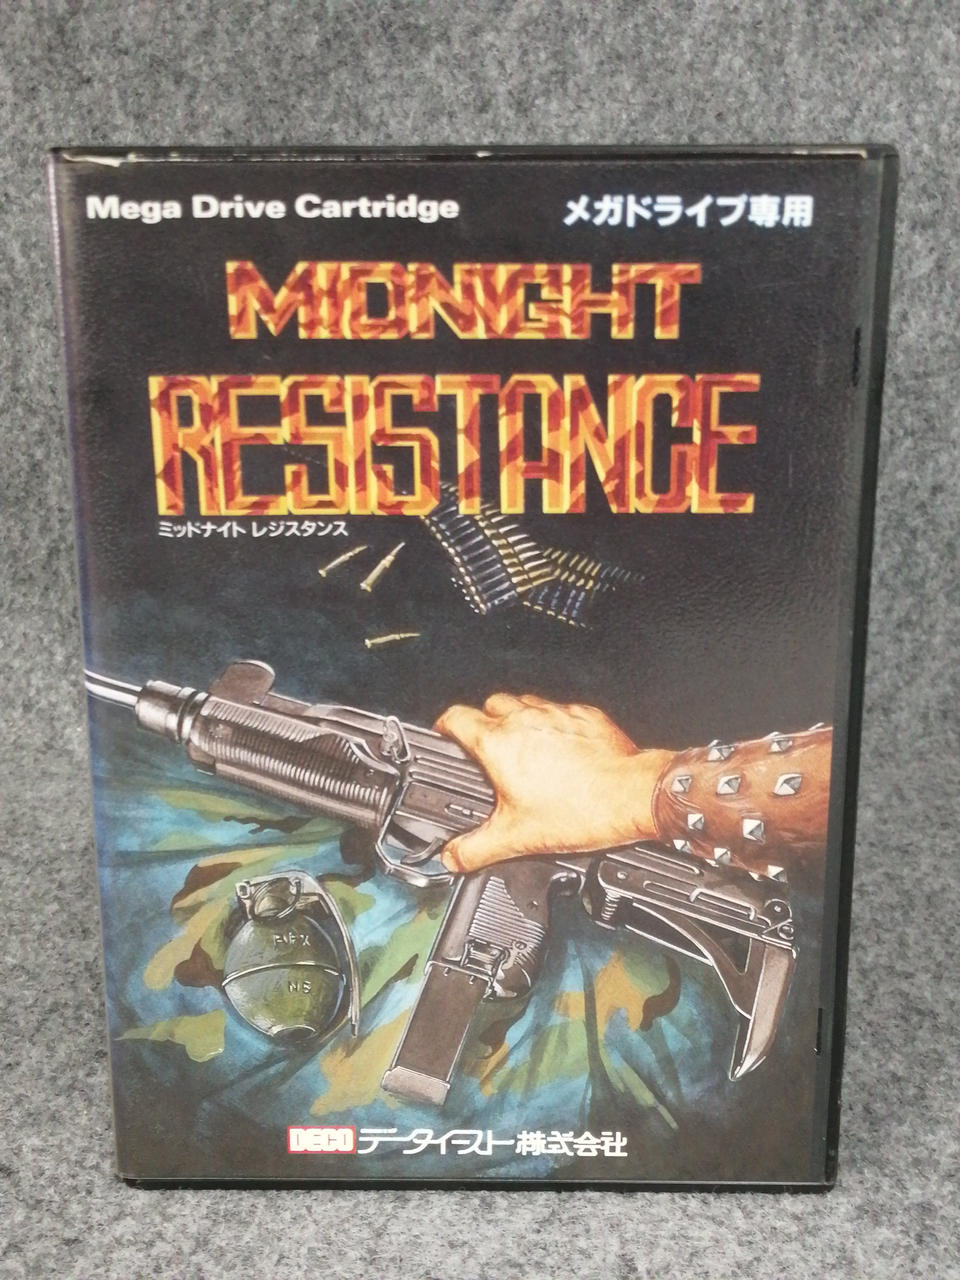 Mega Drive Cartridge
メガドライブ専用
MIDNIGHT
RESISTANCE
ミッドナイト レジスタンス
DECO データイースト株式会社